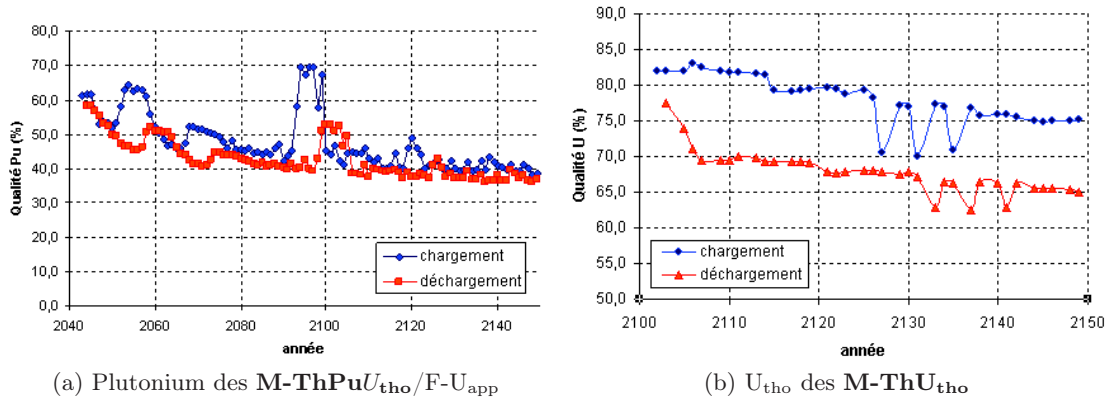 80,0
70,0
60,0
50,0
40,0
30,0
20,0
10,0
0,0
Qualité Pu (%)
2040 2060 2080 2100 2120 2140
année
chargement
déchargement
(a) Plutonium des M-ThPuUtho/F-Uapp
90,0
85,0
80,0
75,0
70,0
65,0
60,0
55,0
50,0
Qualité U (%)
2100 2110 2120 2130 2140 2150
année
chargement
déchargement
(b) Utho des M-ThUtho